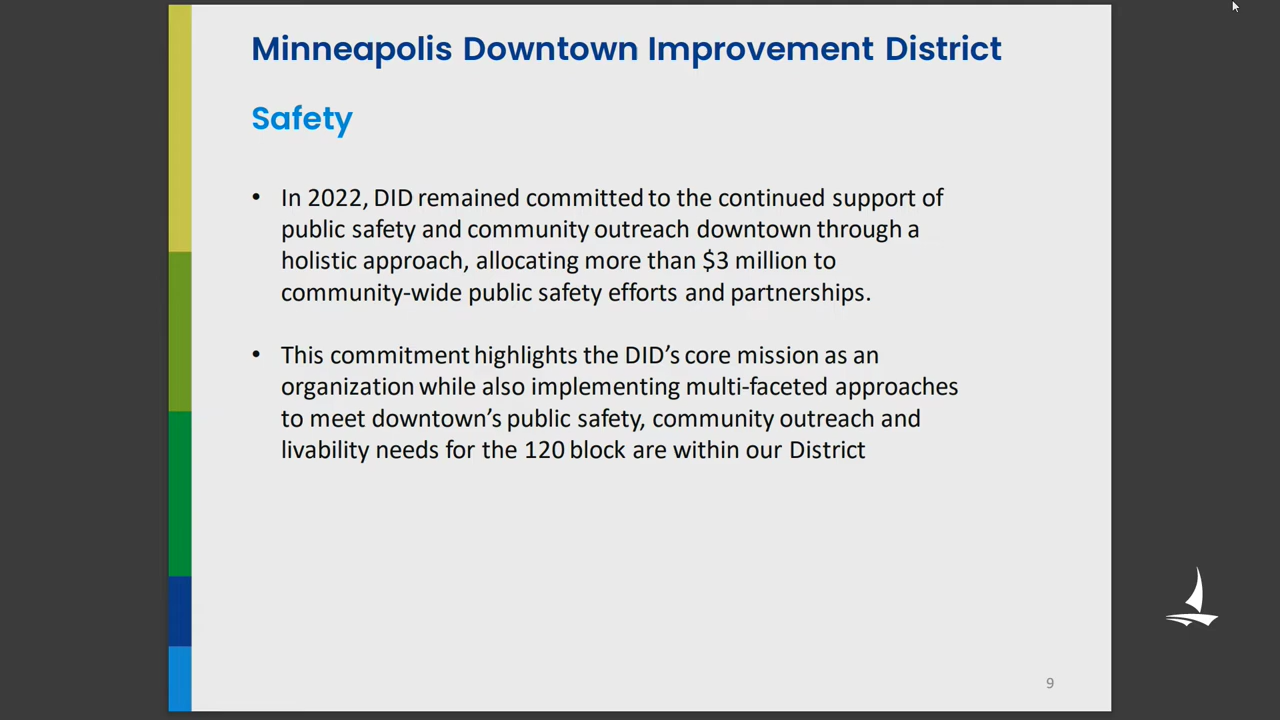 Minneapolis Downtown Improvement District
Safety
• In 2022, DID remained committed to the continued support of
public safety and community outreach downtown through a
holistic approach, allocating more than $3 million to
community-wide public safety efforts and partnerships.
• This commitment highlights the DID’s core mission as an
organization while also implementing multi-faceted approaches
to meet downtown’s public safety, community outreach and
livability needs for the 120 block are within our District
9